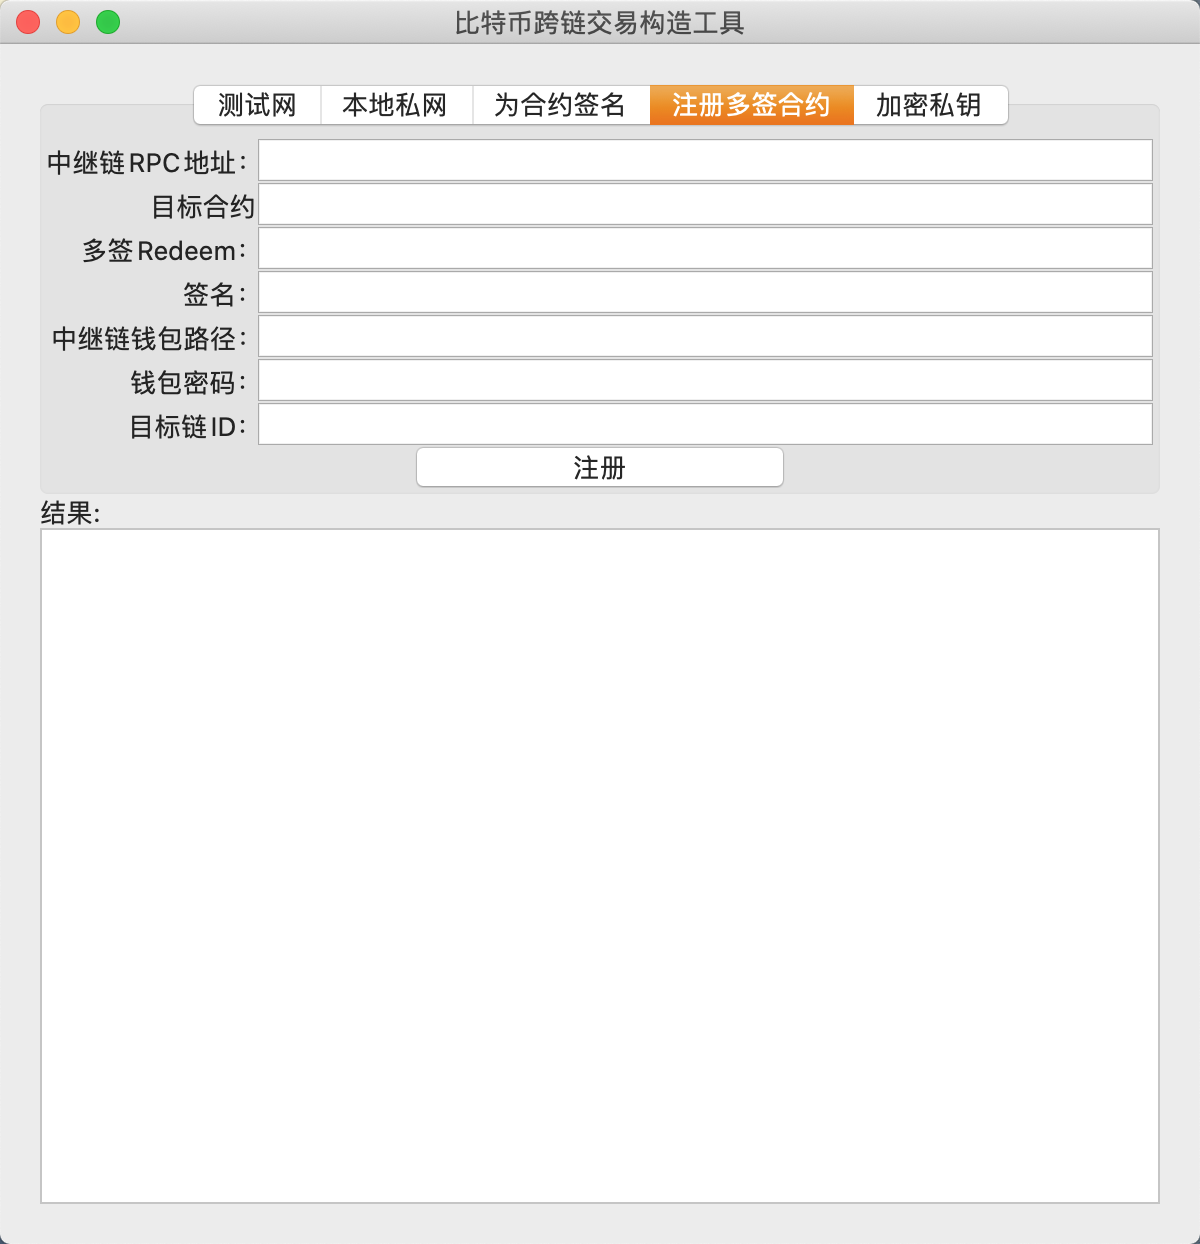 比特币跨链交易构造工具
测试网 本地私网 为合约签名 注册多签合约 加密私钥
中继链RPC地址：
目标合约
多签Redeem：
签名：
中继链钱包路径：
钱包密码：
目标链ID：
注册
结果: